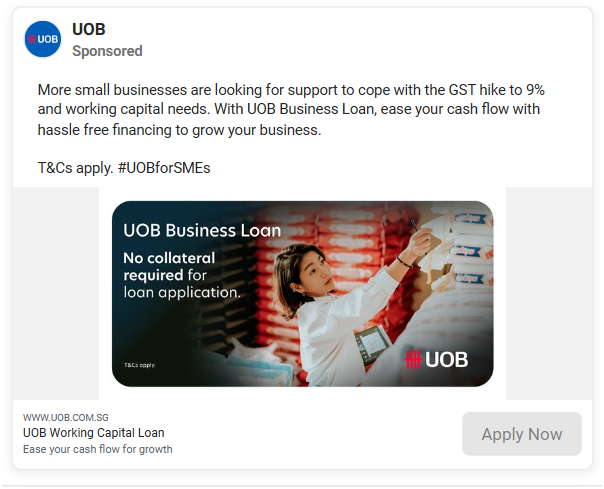 UOB
UOB
Sponsored
More small businesses are looking for support to cope with the GST hike to 9%
and working capital needs. With UOB Business Loan, ease your cash flow with
hassle free financing to grow your business.
T&Cs apply. #UOBforSMEs
UOB Business Loan
No collateral
required for
loan application.
T&Cs apply.
UOB
WWW.UOB.COM.SG
UOB Working Capital Loan
Ease your cash flow for growth
Apply Now